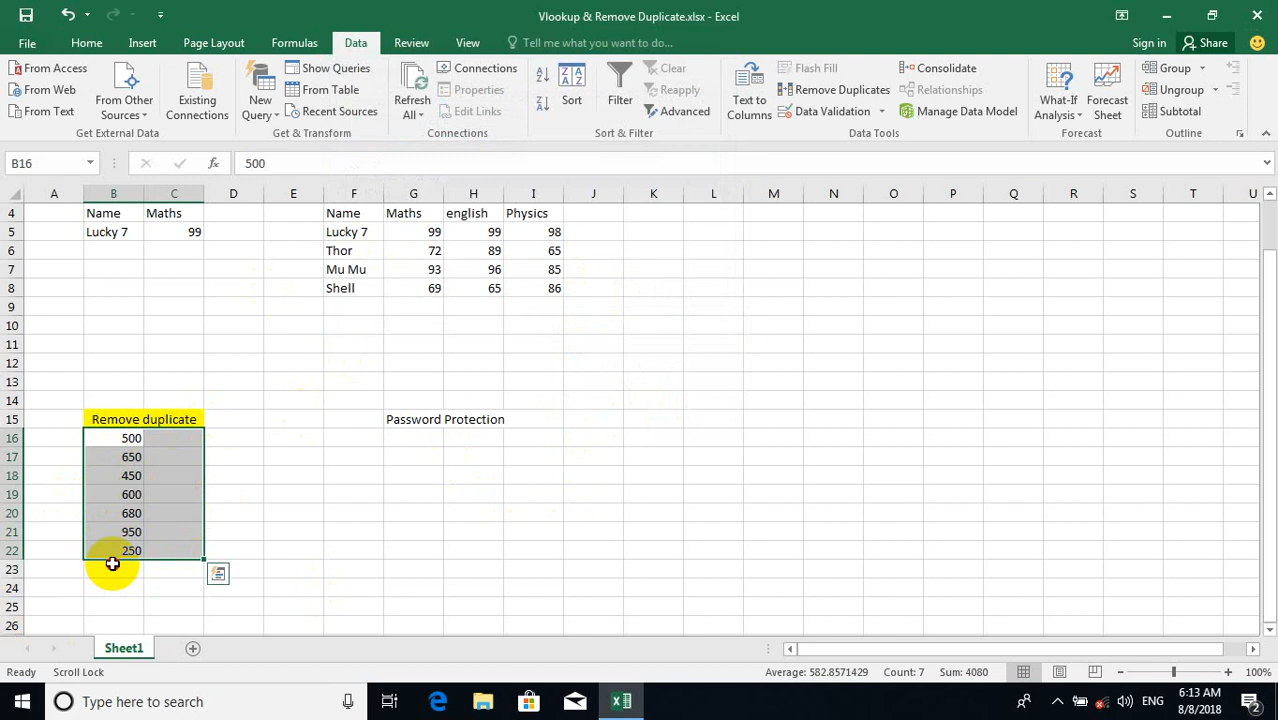 Vlookup & Remove Duplicate.xlsx - Excel
File Home Insert Page Layout Formulas Data Review View Tell me what you want to do... Sign in Share
From Access
From Web
From Text
From Other Sources
Existing Connections
Get External Data
New Query
Show Queries
From Table
Recent Sources
Get & Transform
Refresh All
Connections
Properties
Edit Links
Connections
Sort
Filter
Clear
Reapply
Advanced
Sort & Filter
Text to Columns
Flash Fill
Remove Duplicates
Data Validation
Consolidate
Relationships
Manage Data Model
Data Tools
What-If Analysis
Forecast Sheet
Forecast
Group
Ungroup
Subtotal
Outline
B16 fx 500
A B C D E F G H I J K L M N O P Q R S T U
4 Name Maths Name Maths english Physics
5 Lucky 7 99 Lucky 7 99 99 98
6 Thor 72 89 65
7 Mu Mu 93 96 85
8 Shell 69 65 86
9
10
11
12
13
14
15 Remove duplicate Password Protection
16 500
17 650
18 450
19 600
20 680
21 950
22 250
23
24
25
26
Sheet1
Ready Scroll Lock Average: 582.8571429 Count: 7 Sum: 4080 100%
Type here to search ENG 6:13 AM
8/8/2018 2